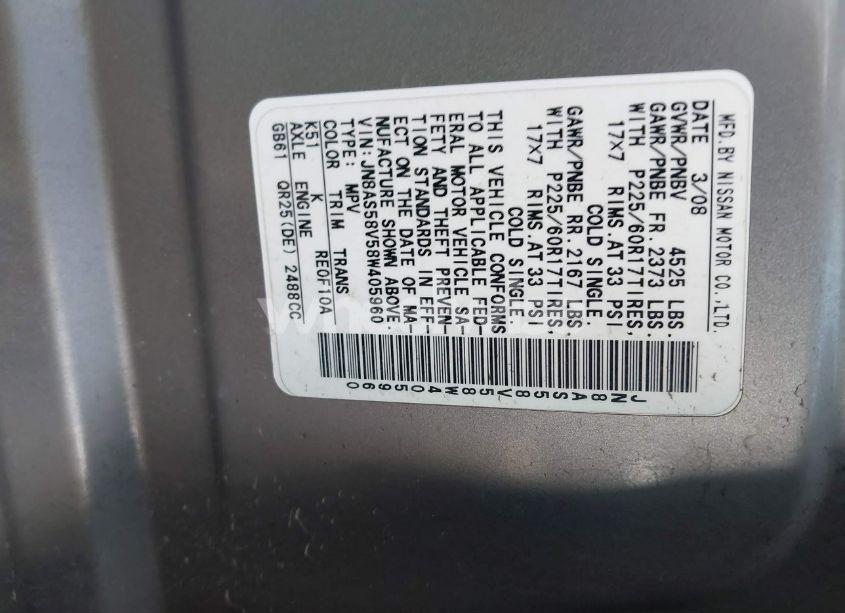 MFD.BY NISSAN MOTOR CO.,LTD.
DATE 3/08
GVWR/PNBV 4525 LBS.
GAWR/PNBE FR.2373 LBS.
WITH P225/60R17TIRES,
17X7 RIMS.AT 33 PSI
COLD SINGLE.
GAWR/PNBE RR.2167 LBS,
WITH P225/60R17TIRES,
17X7 RIMS.AT 33 PSI
COLD SINGLE.
THIS VEHICLE CONFORMS
TO ALL APPLICABLE FED-
ERAL MOTOR VEHICLE SA
FETY AND THEFT PREVEN-
TION STANDARDS IN EFF-
ECT ON THE DATE OF MA-
NUFACTURE SHOWN ABOVE.
VIN:JN8AS58V58W405960
TYPE: MPV
COLOR TRIM TRANS
K51 K RE0F10A
AXLE ENGINE
GB61 QR25(DE) 2488CC
JN8AS58V58W405960